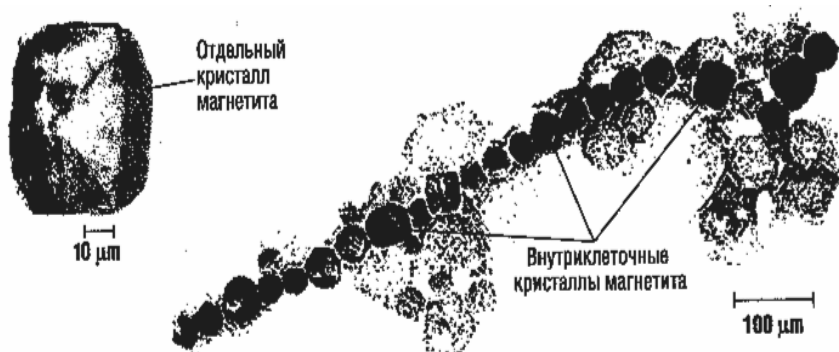 Отдельный
кристалл
магнетита
10 µm
Внутриклеточные
кристаллы магнетита
100 µm